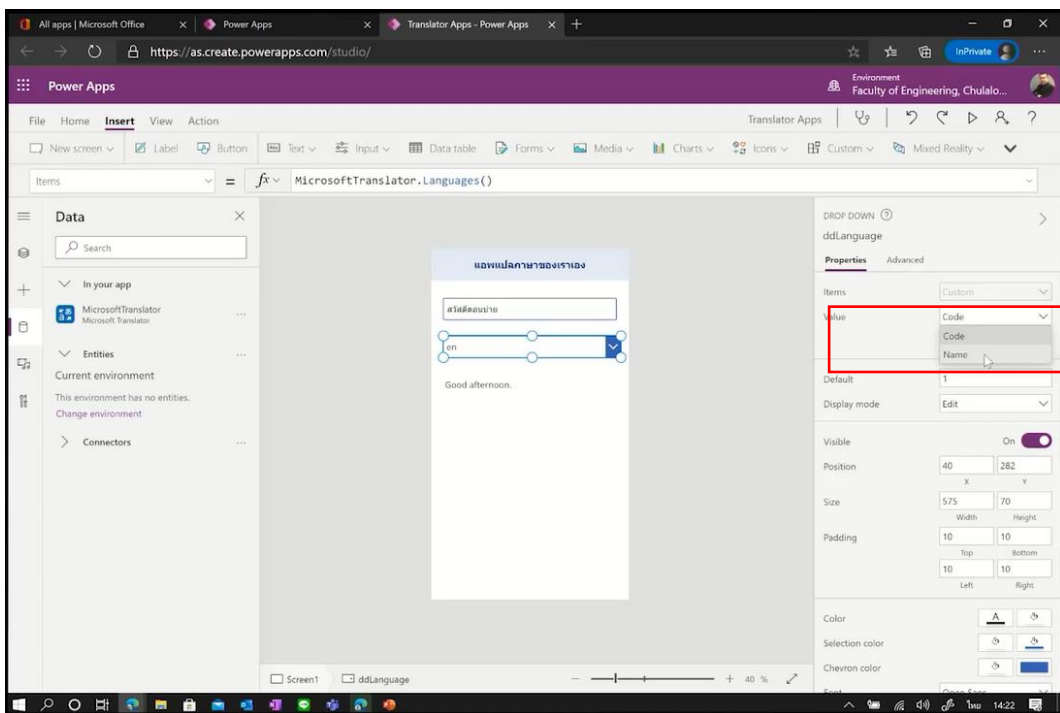 All apps | Microsoft Office
Power Apps
Translator Apps - Power Apps
https://as.create.powerapps.com/studio/
InPrivate
Power Apps
Environment
Faculty of Engineering, Chulalo...
File Home Insert View Action
Translator Apps
New screen Label Button Text Input Data table Forms Media Charts Icons Custom Mixed Reality
Items = fx MicrosoftTranslator.Languages()
Data
Search
In your app
MicrosoftTranslator
Microsoft Translator
Entities
Current environment
This environment has no entities.
Change environment
Connectors
แอพแปลภาษาของเราเอง
สวัสดีตอนบ่าย
en
Good afternoon.
Screen1 ddLanguage
40 %
DROP DOWN
ddLanguage
Properties Advanced
Items Custom
Value Code
Code
Name
Default 1
Display mode Edit
Visible On
Position 40 282
X Y
Size 575 70
Width Height
Padding 10 10
Top Bottom
10 10
Left Right
Color
Selection color
Chevron color
Font Open Sans
ไทย 14:22